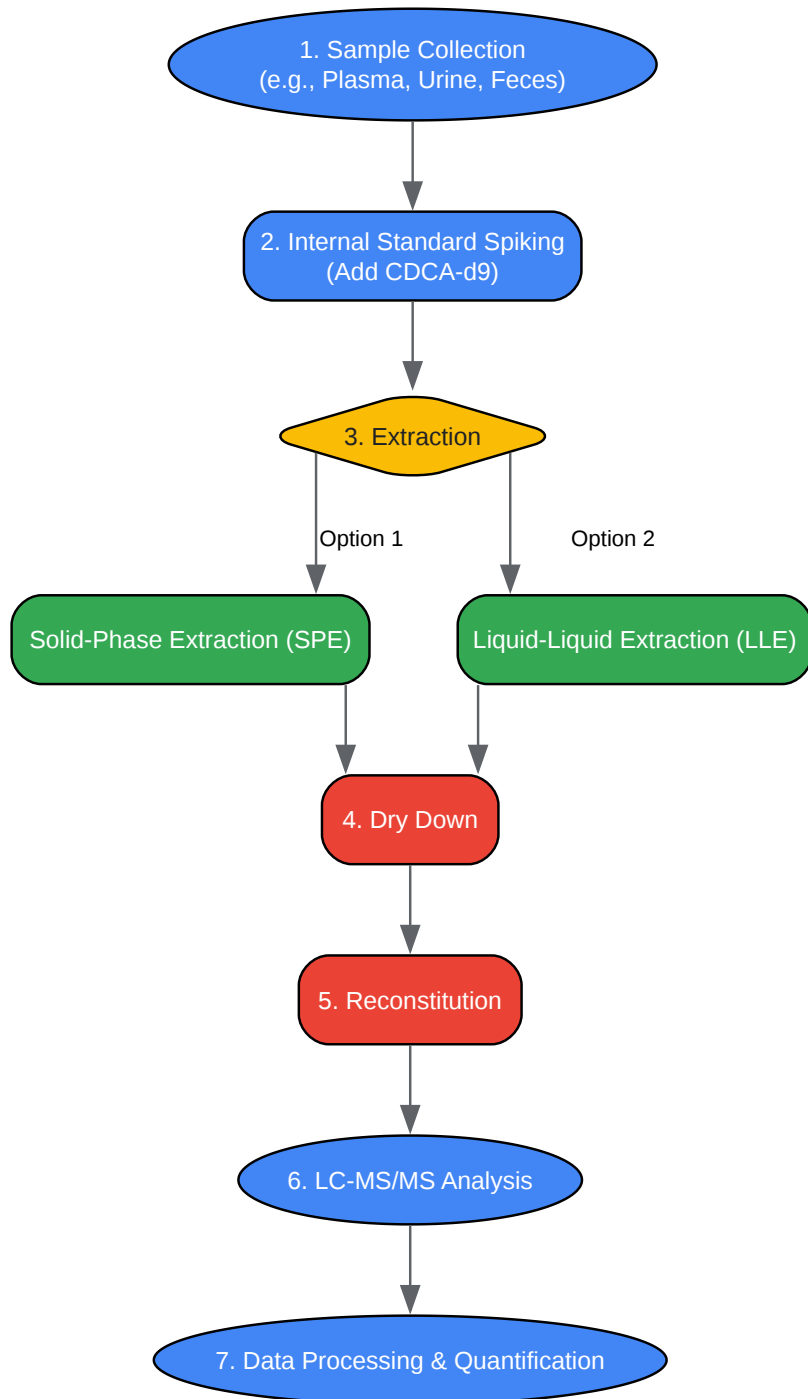 1. Sample Collection
(e.g., Plasma, Urine, Feces)
2. Internal Standard Spiking
(Add CDCA-d9)
3. Extraction
Option 1
Option 2
Solid-Phase Extraction (SPE)
Liquid-Liquid Extraction (LLE)
4. Dry Down
5. Reconstitution
6. LC-MS/MS Analysis
7. Data Processing & Quantification